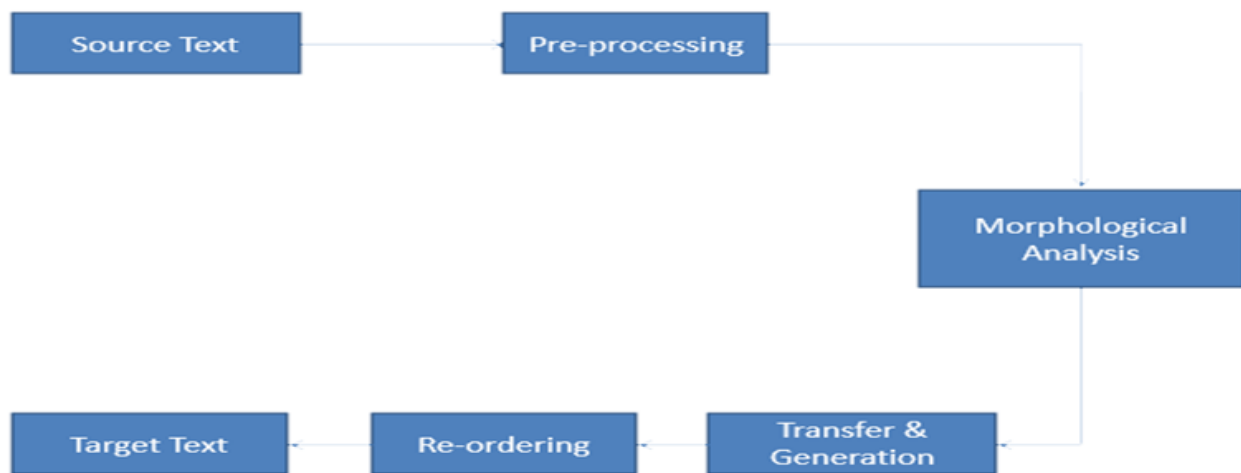 Source Text
Pre-processing
Morphological
Analysis
Transfer &
Generation
Re-ordering
Target Text